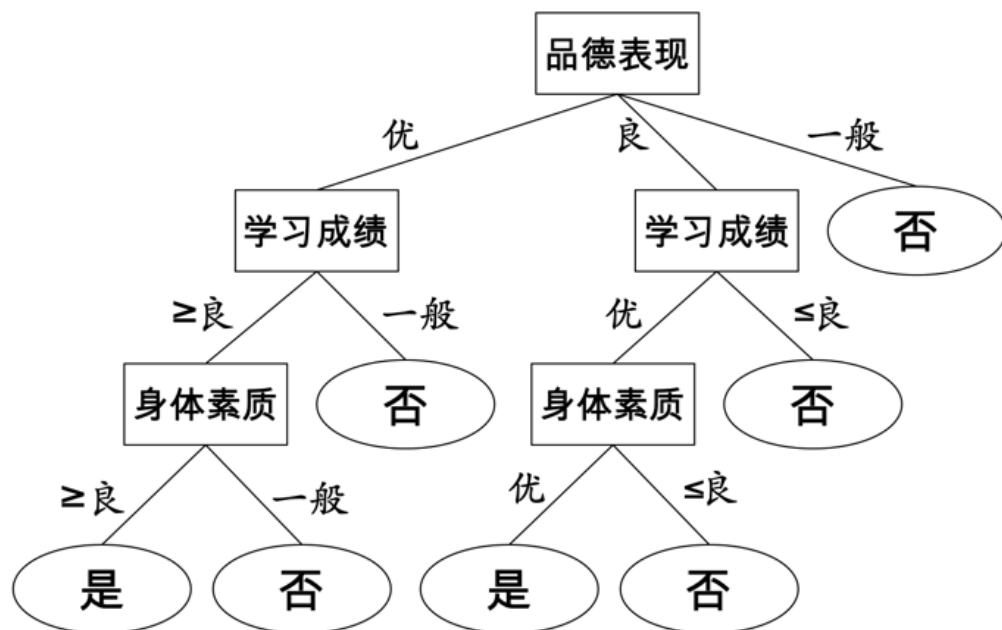 品德表现
优
良
一般
学习成绩
学习成绩
否
≥良
一般
优
≤良
身体素质
否
身体素质
否
≥良
一般
优
≤良
是
否
是
否